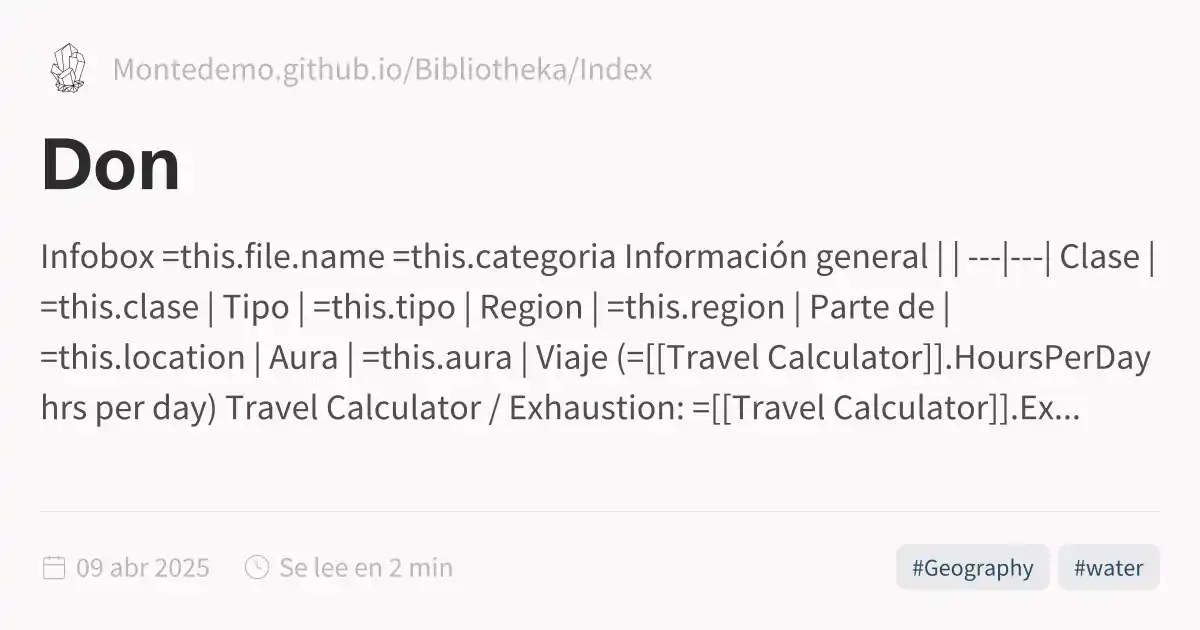 Montedemo.github.io/Bibliotheka/Index
Don
Infobox =this.file.name =this.categoria Información general | | ---|---| Clase |
=this.clase | Tipo | =this.tipo | Region | =this.region | Parte de |
=this.location | Aura | =this.aura | Viaje (=[[Travel Calculator]].HoursPerDay
hrs per day) Travel Calculator / Exhaustion: =[[Travel Calculator]].Ex...
09 abr 2025 Se lee en 2 min #Geography #water